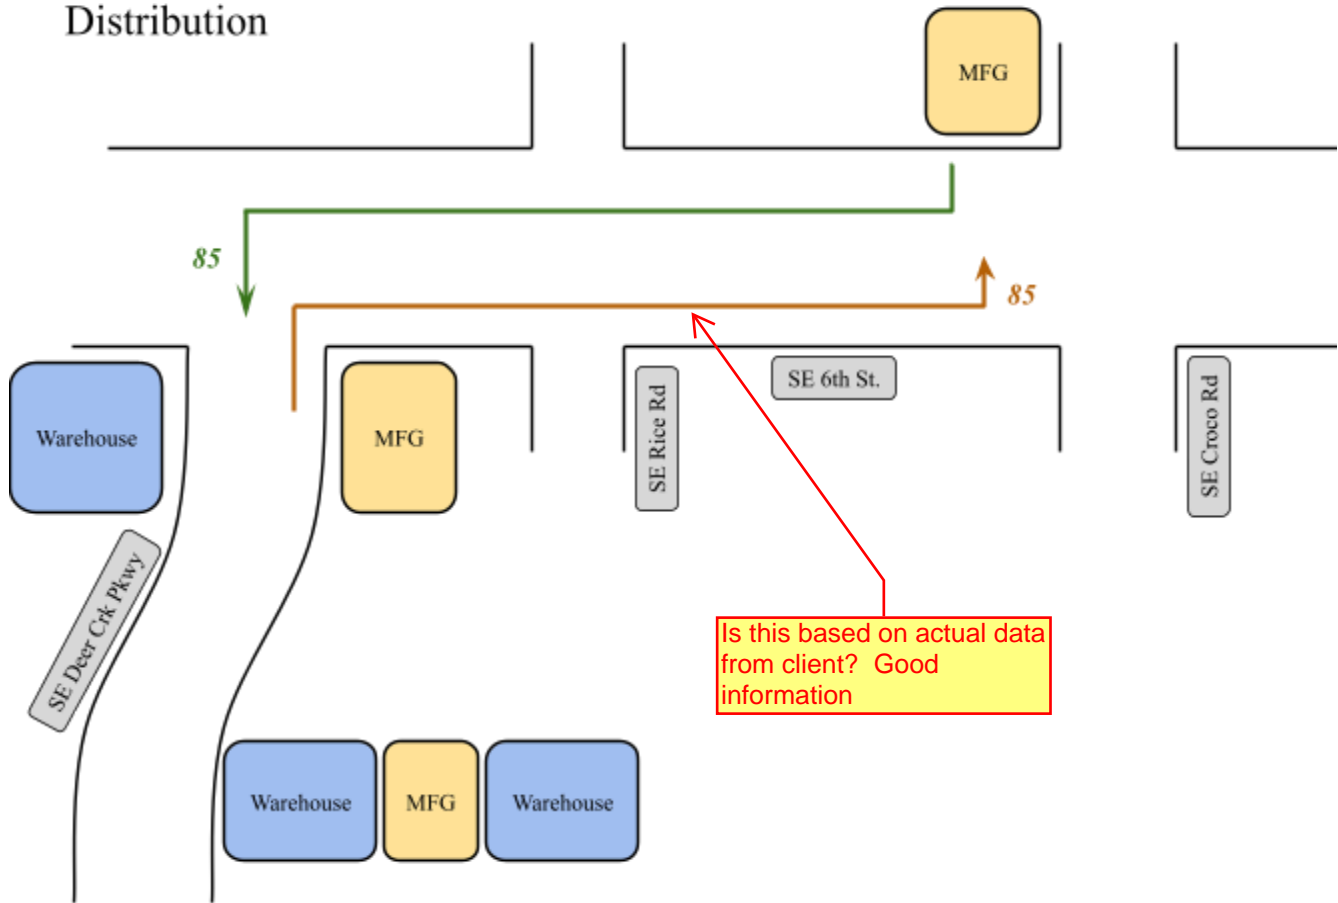 Distribution
MFG
85
85
Warehouse
MFG
SE Rice Rd
SE 6th St.
SE Croco Rd
SE Deer Crk Pkwy
Is this based on actual data
from client?  Good
information
Warehouse
MFG
Warehouse